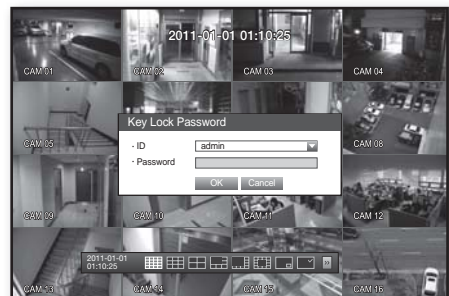 2011-01-01 01:10:25
CAM 01
CAM 02
CAM 03
CAM 04
Key Lock Password
CAM 05
- ID
admin
CAM 08
- Password
OK
Cancel
CAM 09
CAM 10
CAM 11
CAM 12
2011-01-01
01:10:25
CAM 13
CAM 14
CAM 15
CAM 16